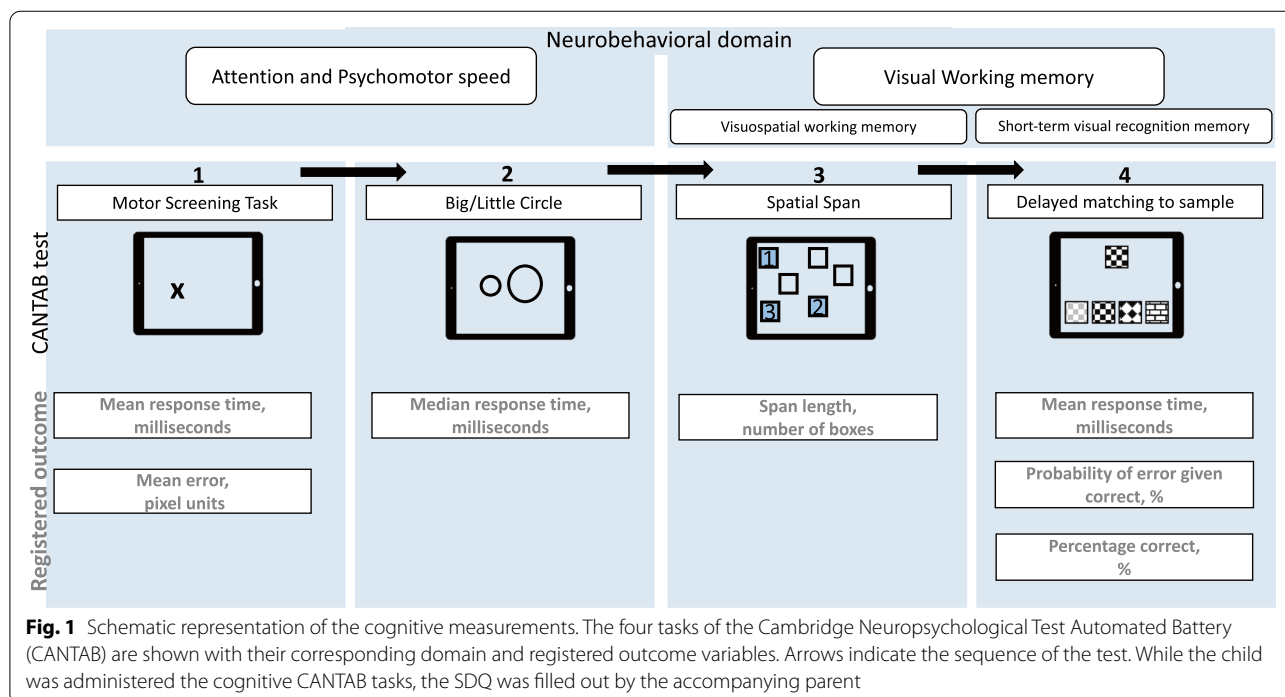 Neurobehavioral domain
Attention and Psychomotor speed
Visual Working memory
Visuospatial working memory
Short-term visual recognition memory
1
2
3
4
Motor Screening Task
Big/Little Circle
Spatial Span
Delayed matching to sample
CANTAB test
x
1
3
2
Registered outcome
Mean response time,
milliseconds
Mean error,
pixel units
Median response time,
milliseconds
Span length,
number of boxes
Mean response time,
milliseconds
Probability of error given
correct, %
Percentage correct,
%
Fig. 1 Schematic representation of the cognitive measurements. The four tasks of the Cambridge Neuropsychological Test Automated Battery
(CANTAB) are shown with their corresponding domain and registered outcome variables. Arrows indicate the sequence of the test. While the child
was administered the cognitive CANTAB tasks, the SDQ was filled out by the accompanying parent